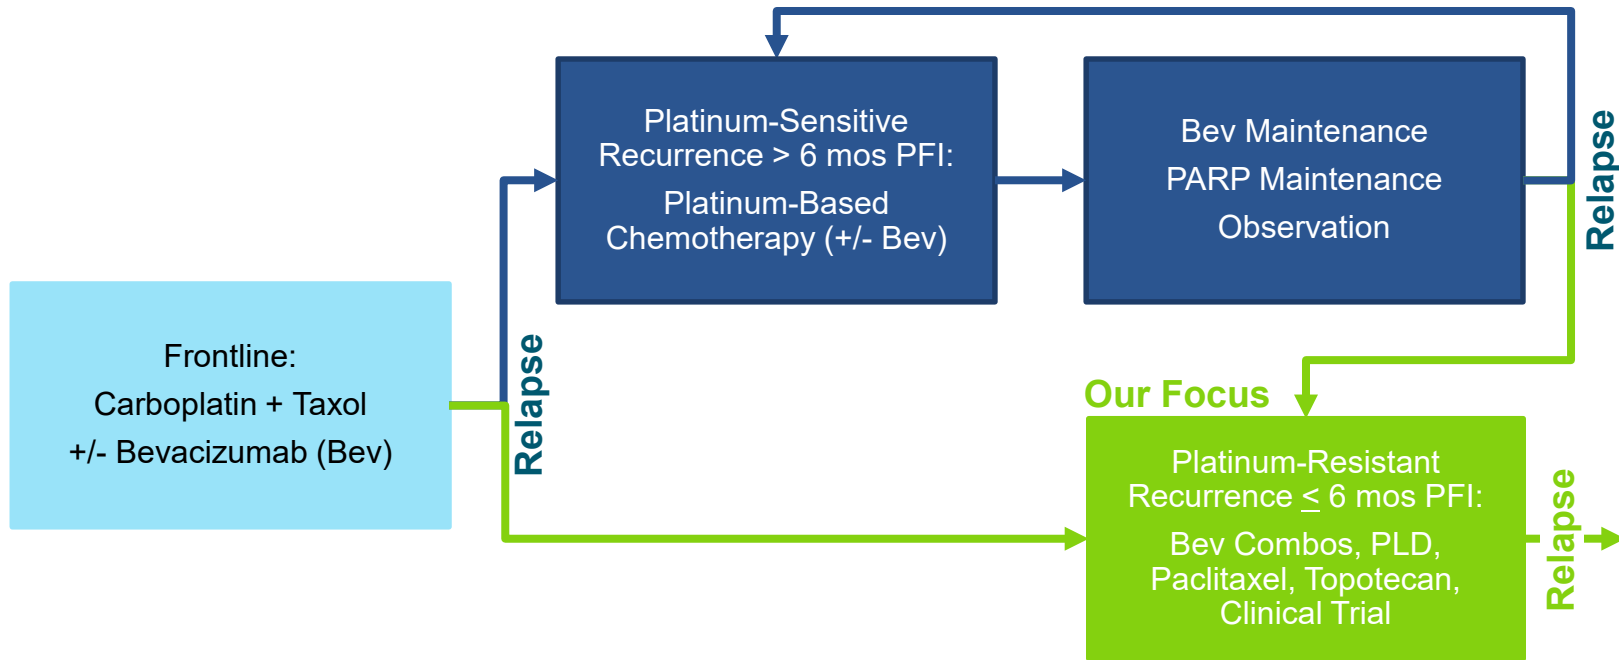 Frontline:
Carboplatin + Taxol
+/- Bevacizumab (Bev)
Relapse
Platinum-Sensitive
Recurrence > 6 mos PFI:
Platinum-Based
Chemotherapy (+/- Bev)
Bev Maintenance
PARP Maintenance
Observation
Relapse
Our Focus
Platinum-Resistant
Recurrence ≤ 6 mos PFI:
Bev Combos, PLD,
Paclitaxel, Topotecan,
Clinical Trial
Relapse